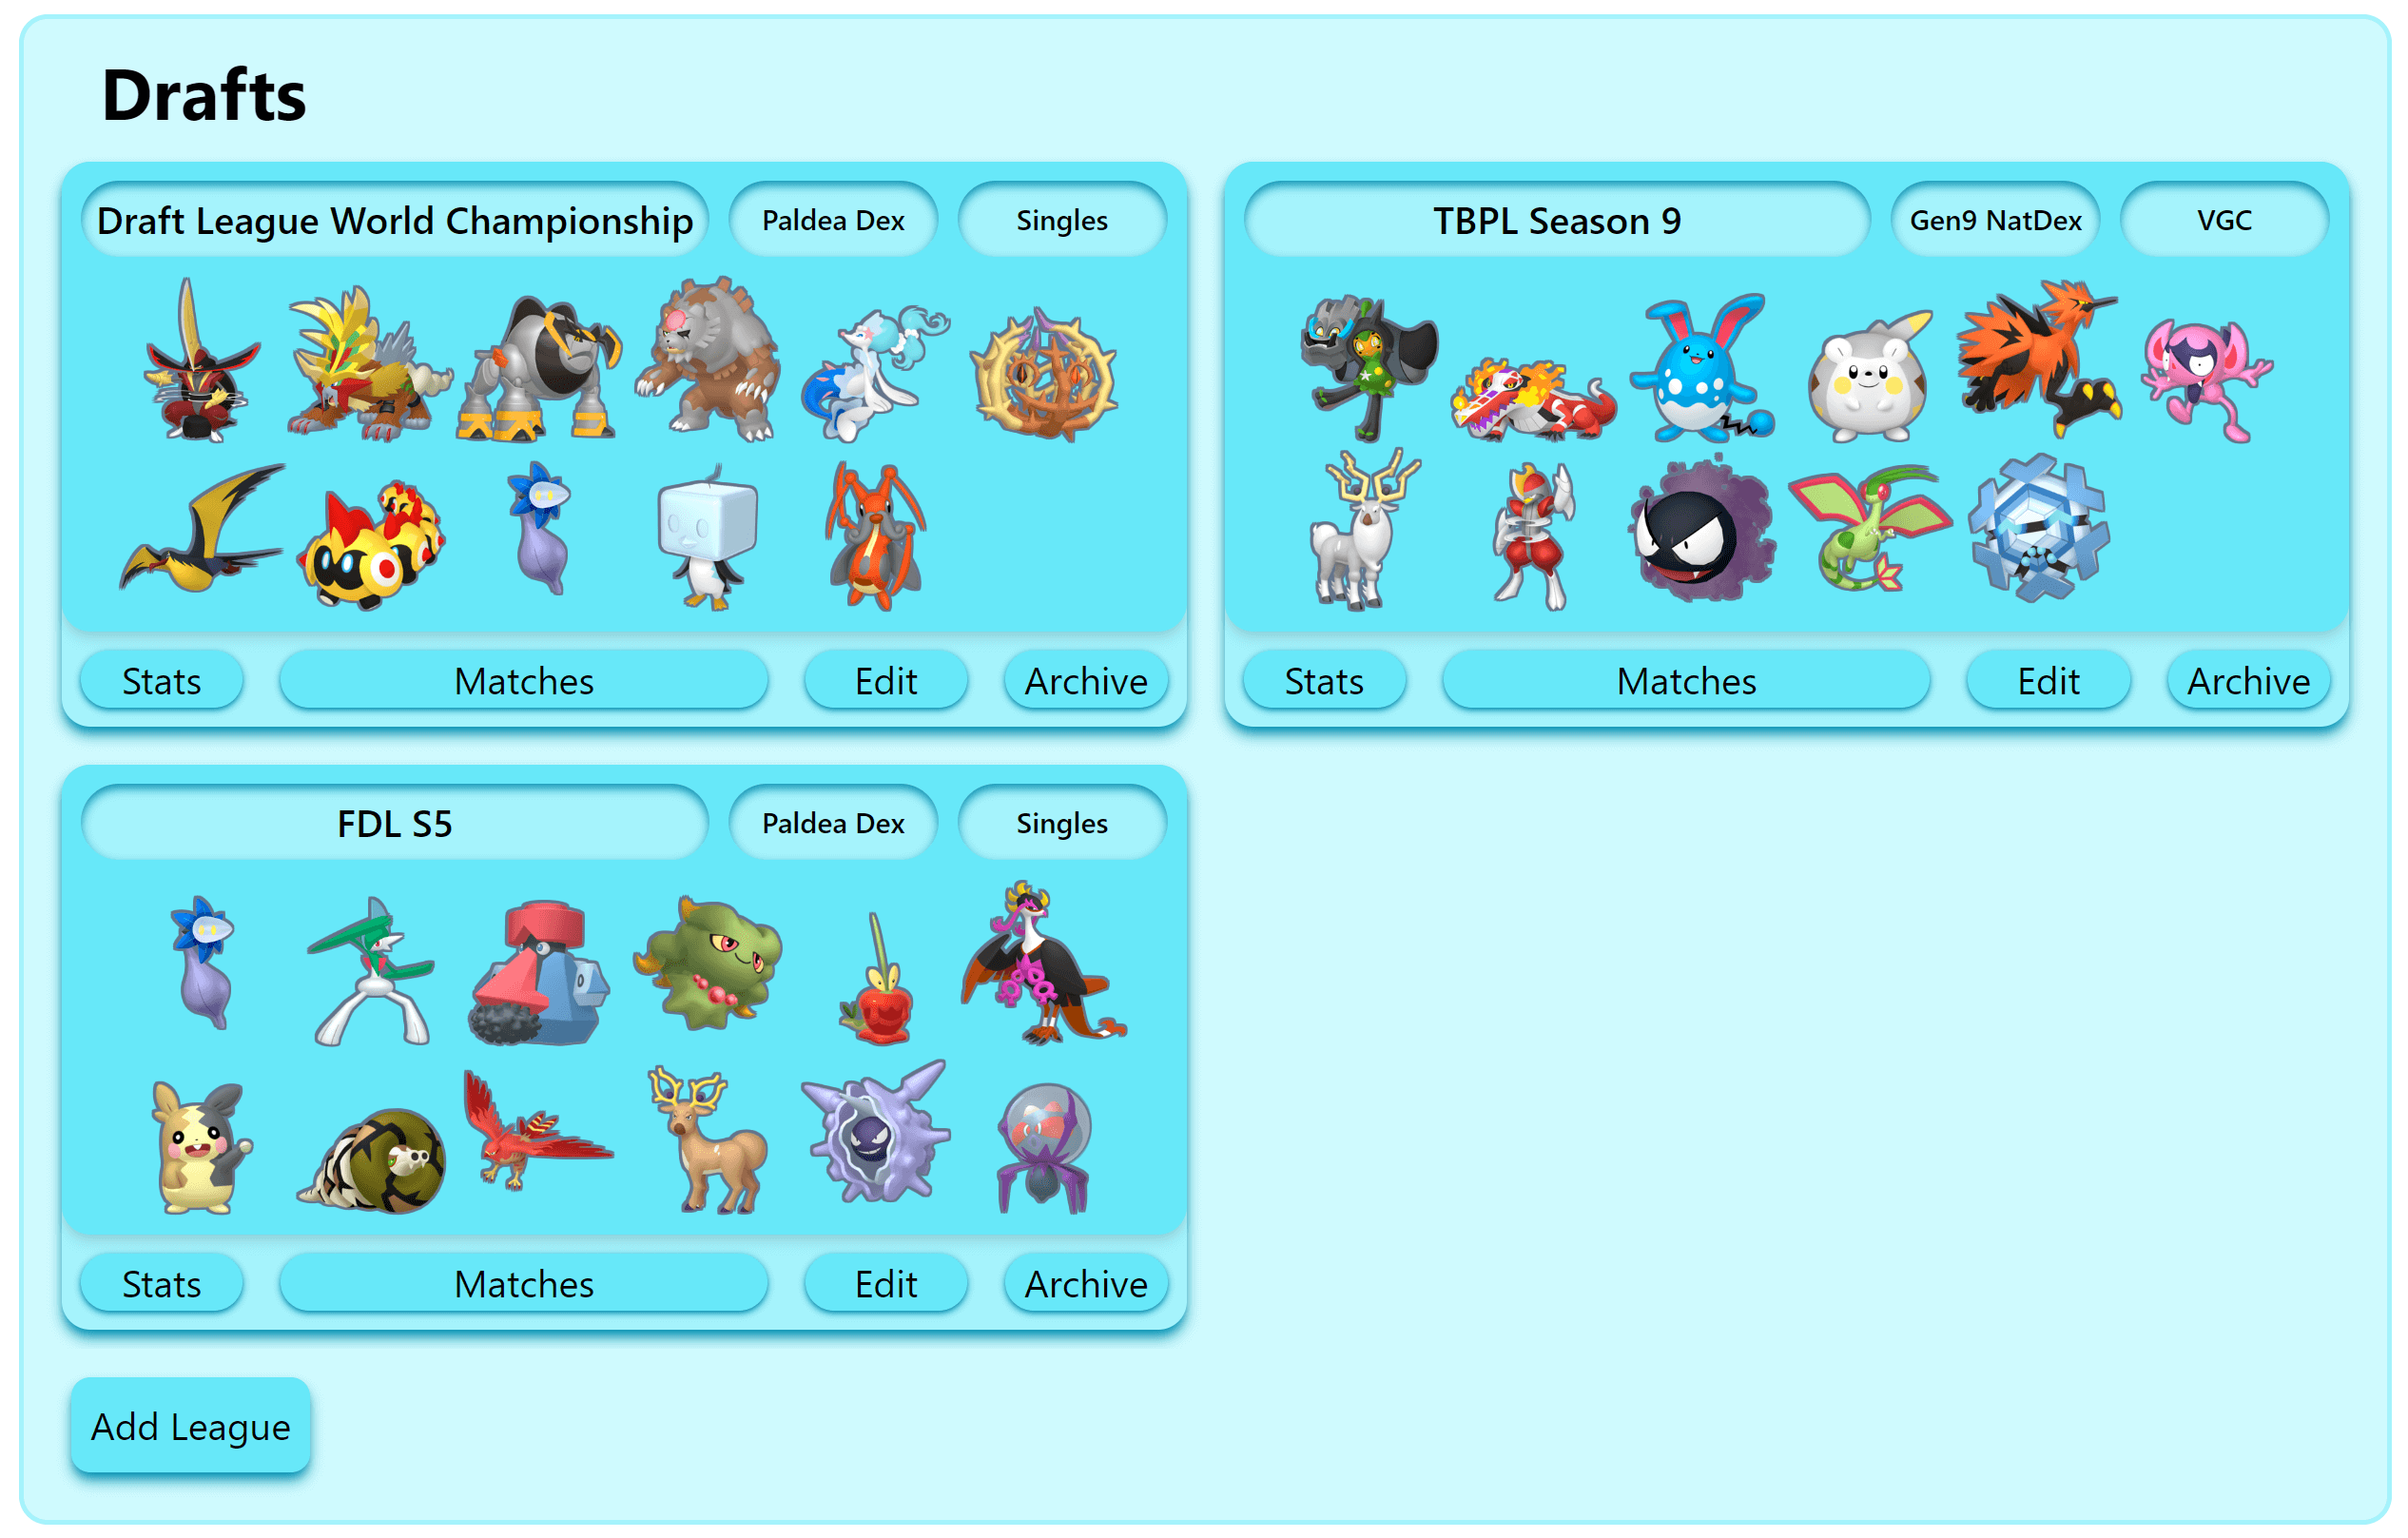 Drafts
Draft League World Championship
Paldea Dex
Singles
Stats
Matches
Edit
Archive
TBPL Season 9
Gen9 NatDex
VGC
Stats
Matches
Edit
Archive
FDL S5
Paldea Dex
Singles
Stats
Matches
Edit
Archive
Add League